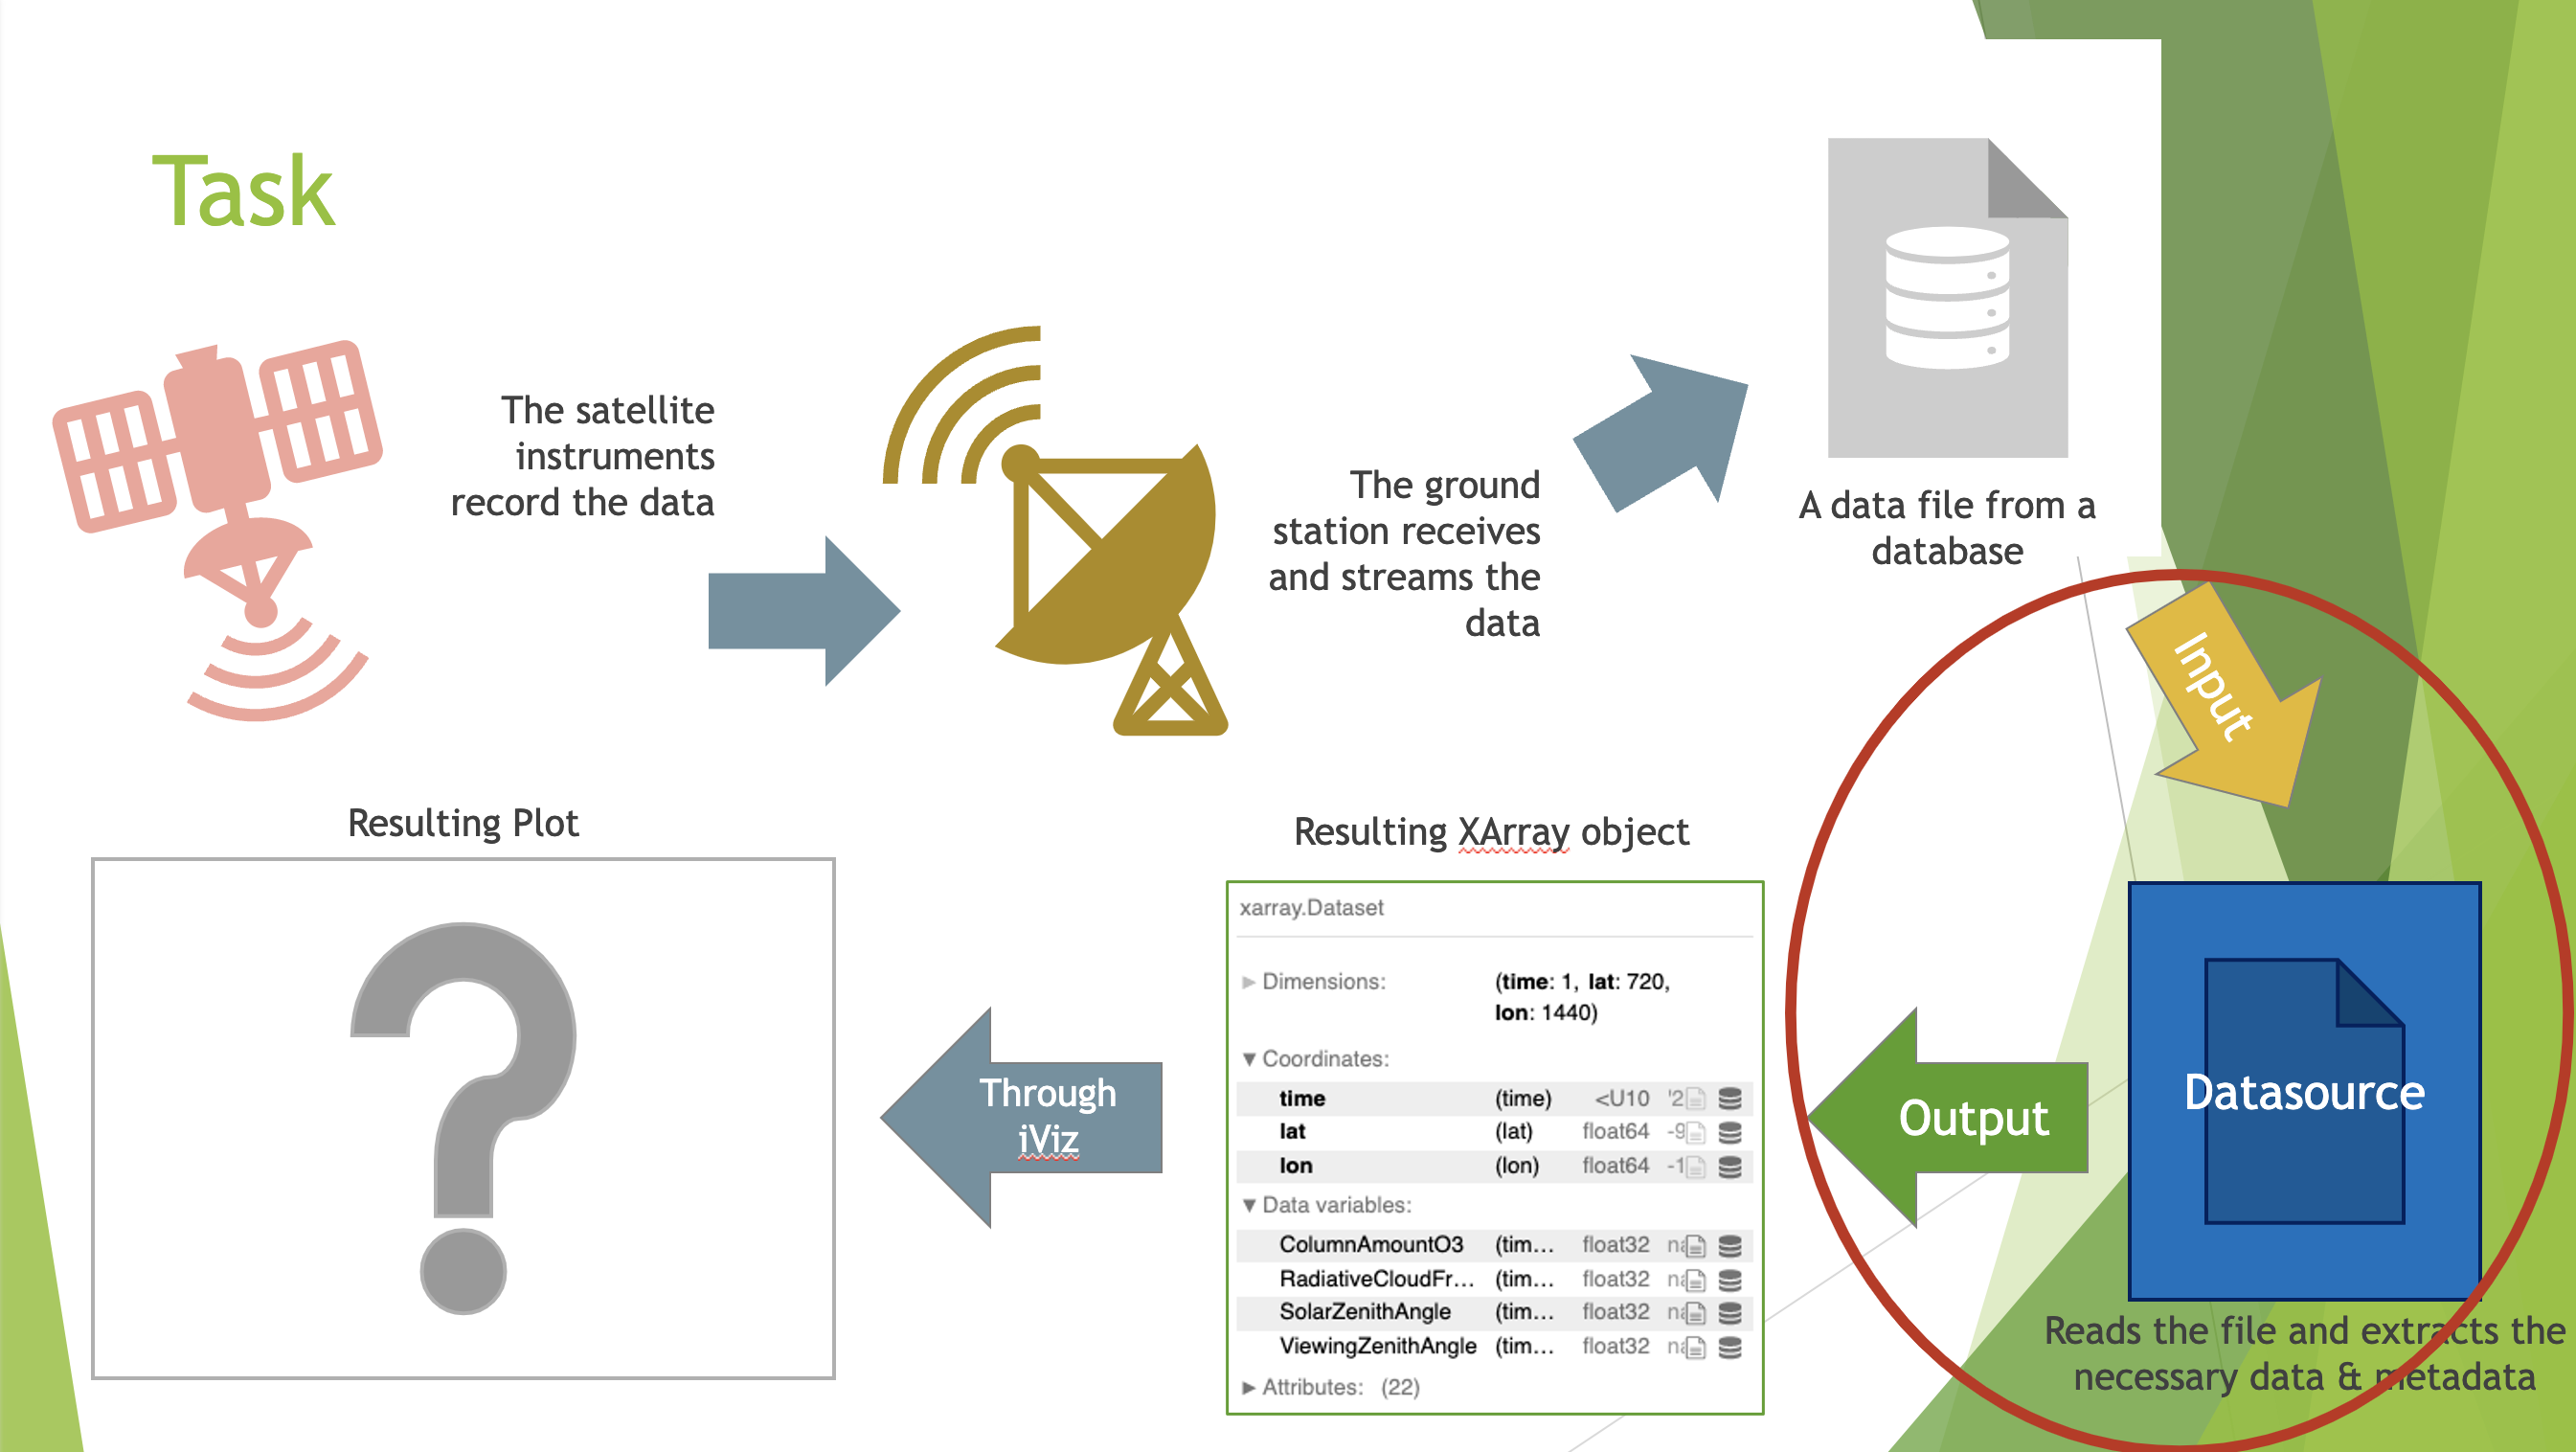 Task
The satellite
instruments
record the data
The ground
station receives
and streams the
data
A data file from a
database
Input
Datasource
Reads the file and extracts the
necessary data & metadata
Output
Resulting XArray object
xarray.Dataset
Dimensions: (time: 1, lat: 720,
lon: 1440)
Coordinates:
time (time) <U10 '2
lat (lat) float64 -9
lon (lon) float64 -1
Data variables:
ColumnAmountO3 (tim... float32
RadiativeCloudFr... (tim... float32
SolarZenithAngle (tim... float32
ViewingZenithAngle (tim... float32
Attributes: (22)
Through
iViz
Resulting Plot